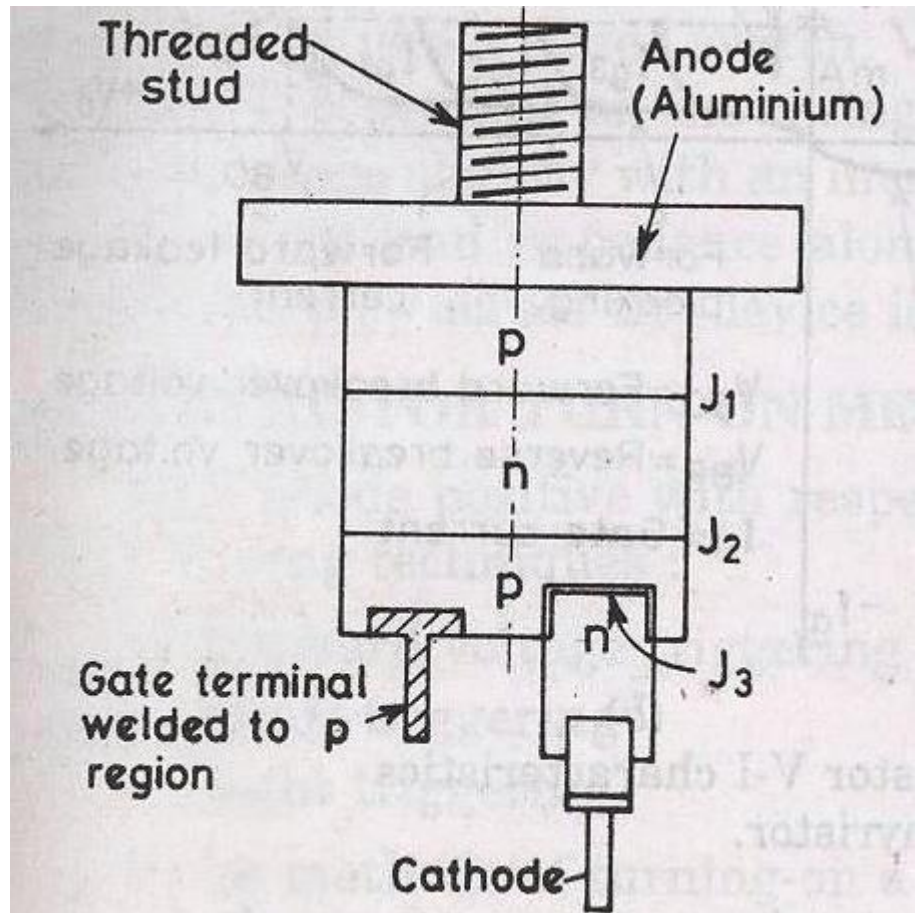 Threaded
stud
Anode
(Aluminium)
p
J1
n
J2
p
n
J3
Gate terminal
welded to p
region
Cathode